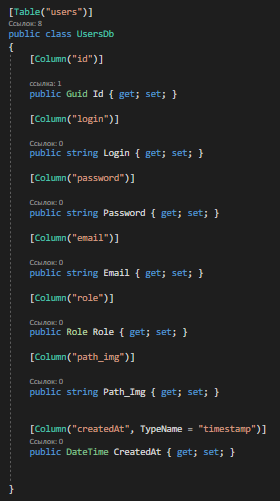 [Table("users")]
Ссылок: 8
public class UsersDb
{
[Column("id")]
ссылка: 1
public Guid Id { get; set; }
[Column("login")]
Ссылок: 0
public string Login { get; set; }
[Column("password")]
Ссылок: 0
public string Password { get; set; }
[Column("email")]
Ссылок: 0
public string Email { get; set; }
[Column("role")]
Ссылок: 0
public Role Role { get; set; }
[Column("path_img")]
Ссылок: 0
public string Path_Img { get; set; }
[Column("createdAt", TypeName = "timestamp")]
Ссылок: 0
public DateTime CreatedAt { get; set; }
}